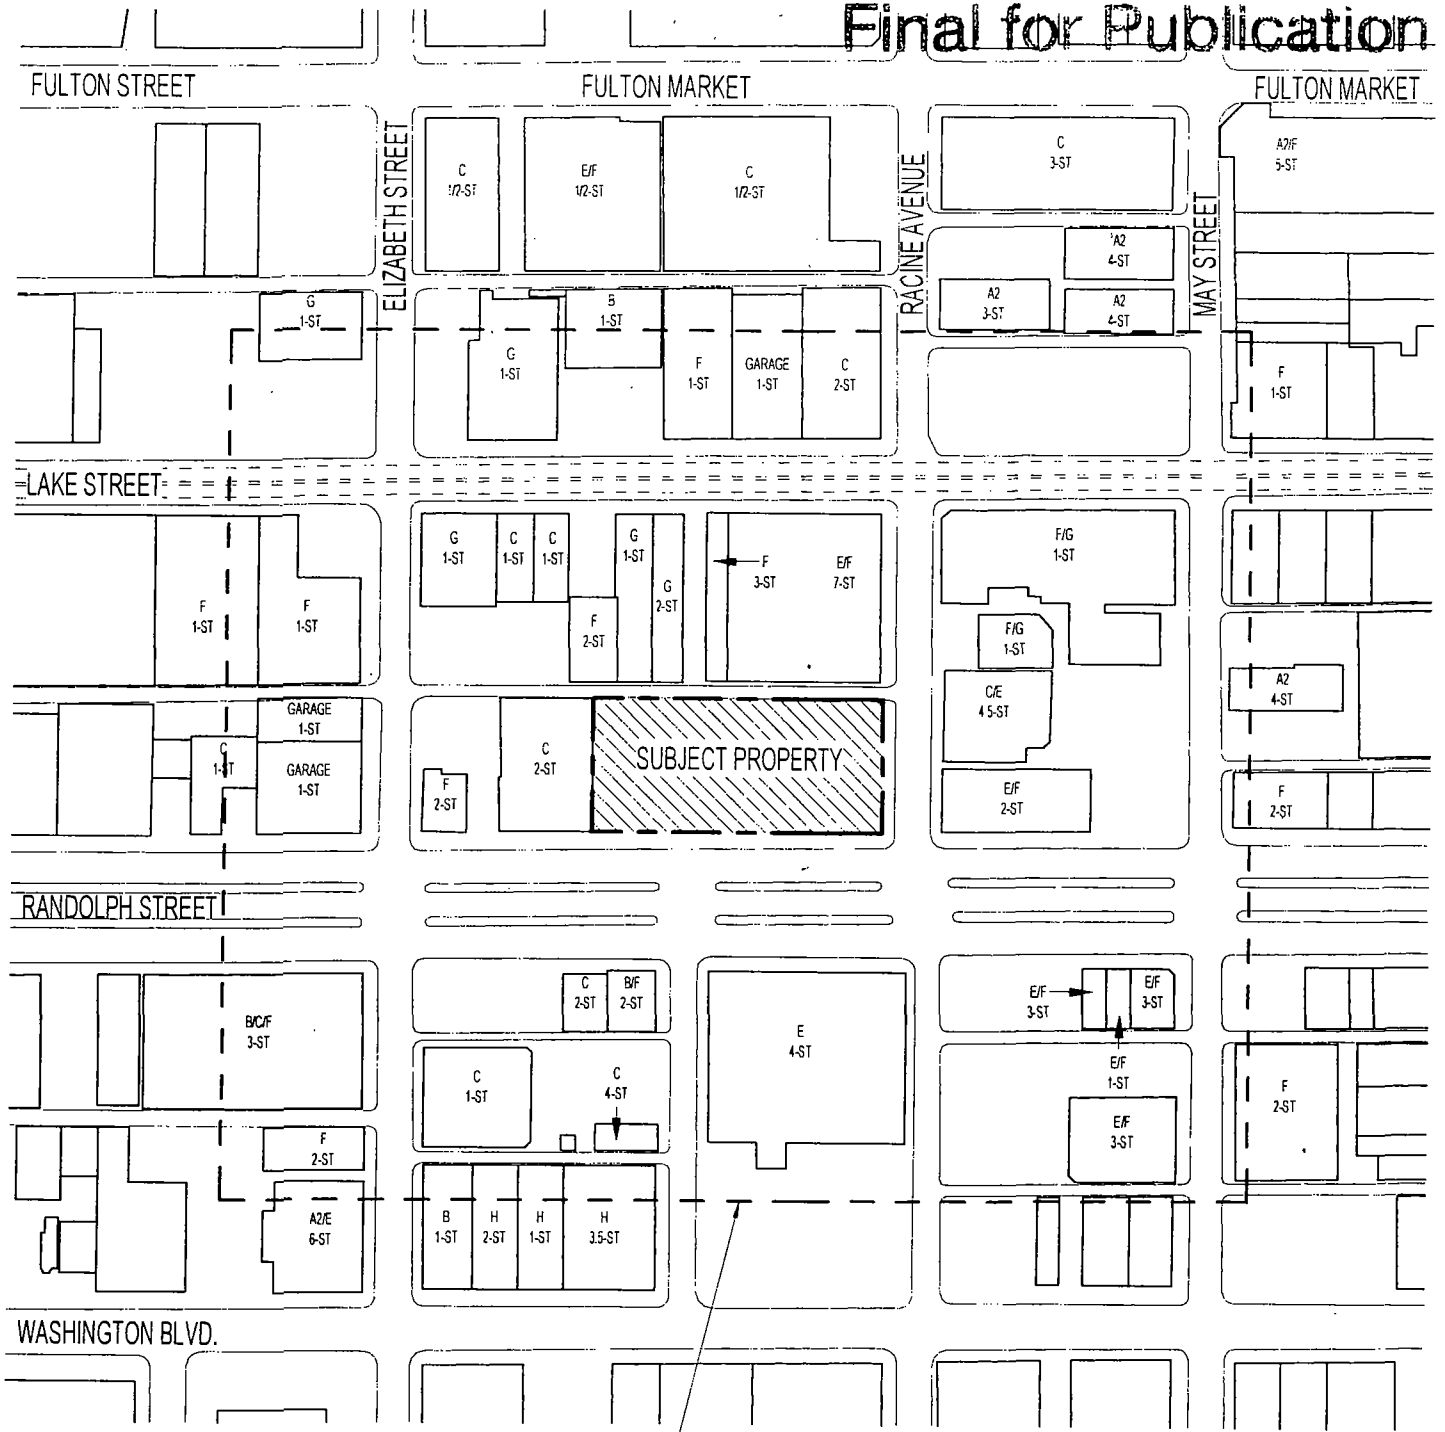 Final for Publication
FULTON STREET
FULTON MARKET
FULTON MARKET
ELIZABETH STREET
RACINE AVENUE
MAY STREET
C
1/2-ST
E/F
1/2-ST
C
1/2-ST
C
3-ST
A2/F
5-ST
A2
4-ST
A2
3-ST
A2
4-ST
G
1-ST
G
1-ST
B
1-ST
F
1-ST
GARAGE
1-ST
C
2-ST
F
1-ST
LAKE STREET
F
1-ST
F
1-ST
G
1-ST
C
1-ST
C
1-ST
F
2-ST
G
1-ST
G
2-ST
F
3-ST
E/F
7-ST
F/G
1-ST
F/G
1-ST
C/E
4.5-ST
A2
4-ST
GARAGE
1-ST
C
1-ST
GARAGE
1-ST
F
2-ST
C
2-ST
SUBJECT PROPERTY
E/F
2-ST
F
2-ST
RANDOLPH STREET
B/C/F
3-ST
C
2-ST
B/F
2-ST
E
4-ST
E/F
3-ST
E/F
3-ST
E/F
1-ST
C
1-ST
C
4-ST
E/F
3-ST
F
2-ST
F
2-ST
A2/E
6-ST
B
1-ST
H
2-ST
H
1-ST
H
3.5-ST
WASHINGTON BLVD.